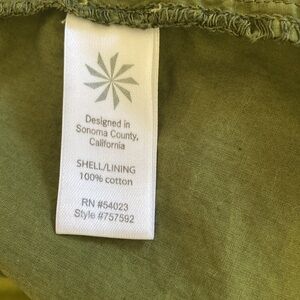 Designed in
Sonoma County,
California
SHELL/LINING
100% cotton
RN #54023
Style #757592